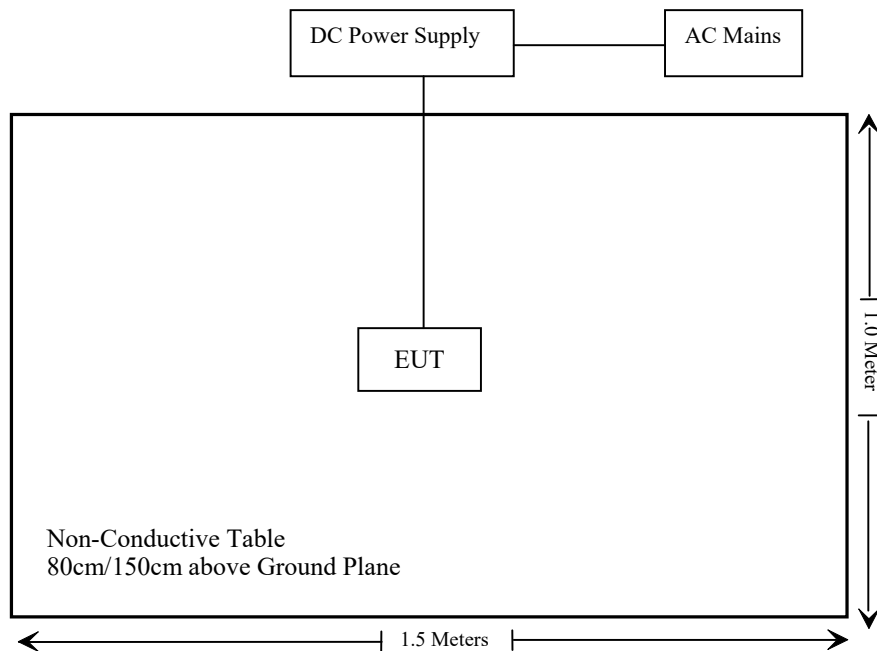 DC Power Supply
AC Mains
EUT
1.0 Meter
Non-Conductive Table
80cm/150cm above Ground Plane
1.5 Meters